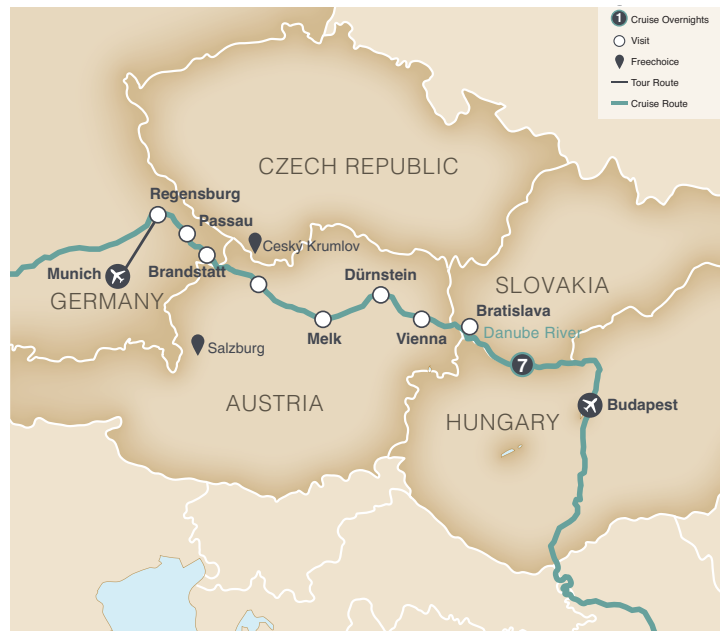 1 Cruise Overnights
Visit
Freechoice
Tour Route
Cruise Route
CZECH REPUBLIC
Regensburg
Passau
Cesky Krumlov
Munich
Brandstatt
GERMANY
Dürnstein
SLOVAKIA
Bratislava
Danube River
Melk
Vienna
Salzburg
7
AUSTRIA
HUNGARY
Budapest